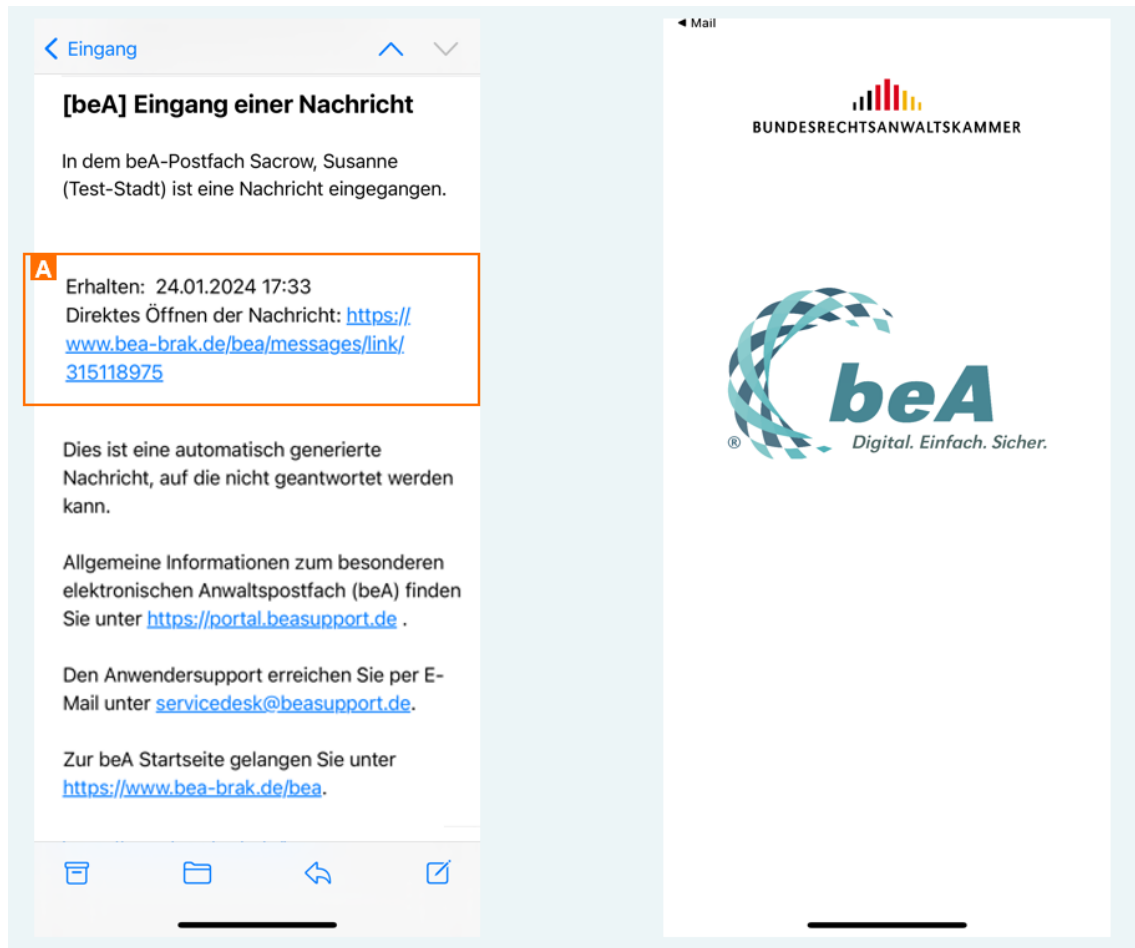 Eingang
[beA] Eingang einer Nachricht
In dem beA-Postfach Sacrow, Susanne
(Test-Stadt) ist eine Nachricht eingegangen.
A
Erhalten: 24.01.2024 17:33
Direktes Öffnen der Nachricht: https://
www.bea-brak.de/bea/messages/link/
315118975
Dies ist eine automatisch generierte
Nachricht, auf die nicht geantwortet werden
kann.
Allgemeine Informationen zum besonderen
elektronischen Anwaltspostfach (beA) finden
Sie unter https://portal.beasupport.de .
Den Anwendersupport erreichen Sie per E-
Mail unter servicedesk@beasupport.de.
Zur beA Startseite gelangen Sie unter
https://www.bea-brak.de/bea.
◀ Mail
BUNDESRECHTSANWALTSKAMMER
beA
® Digital. Einfach. Sicher.